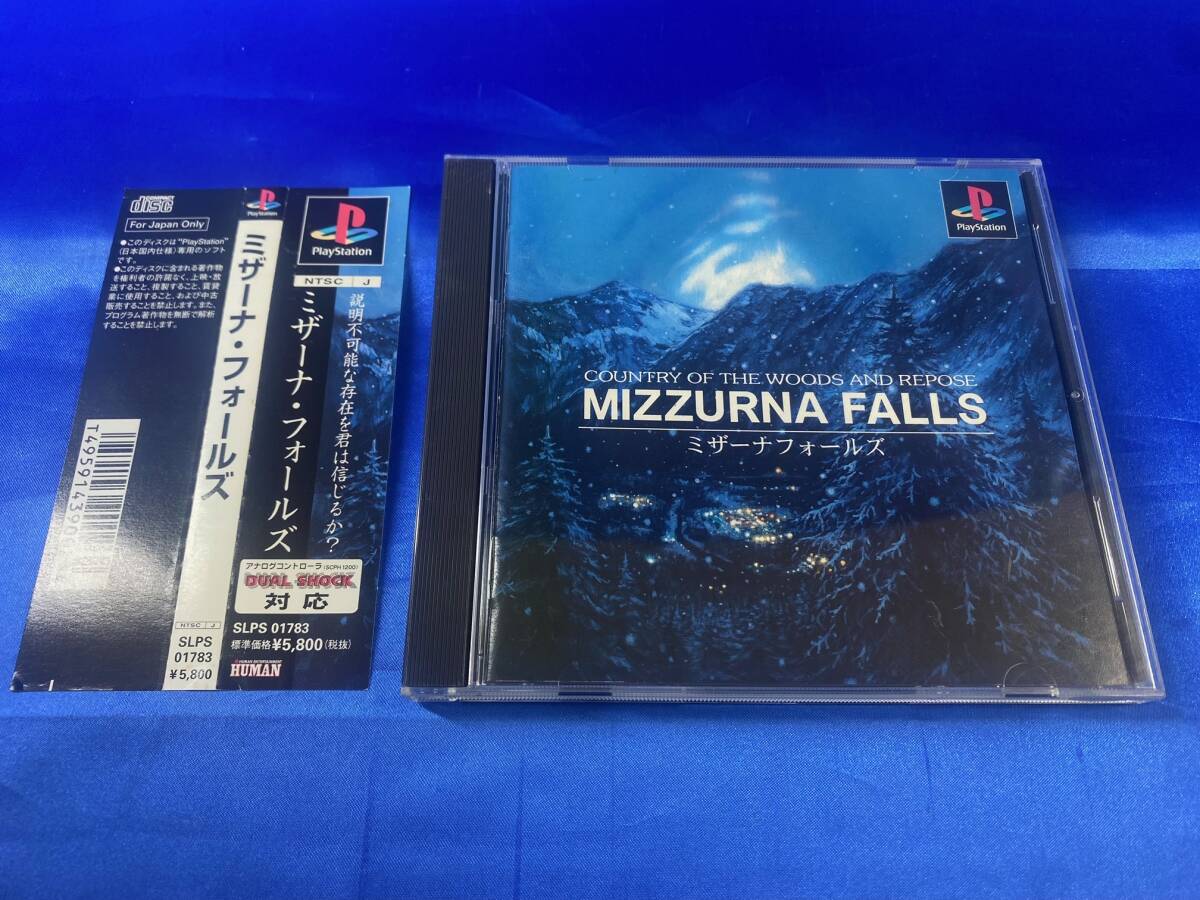 COMPACT
disc
For Japan Only
●このディスクは"PlayStation"
(日本国内仕様)専用のソフト
です。
●このディスクに含まれる著作物
を権利者の許諾なく、上映・放
送すること、複製すること、賃貸
業に使用すること、および中古
販売することを禁止します。また、
プログラム著作物を無断で解析
することを禁止します。
PlayStation
ミザーナ・フォールズ
NTSC J
SLPS
01783
¥5,800
PlayStation
NTSC J
説明不可能な存在を君は信じるか?
ミザーナ・フォールズ
アナログコントローラ(SCPH1200)
DUAL SHOCK
対応
SLPS 01783
標準価格¥5,800(税抜)
HUMAN ENTERTAINMENT
HUMAN
PlayStation
COUNTRY OF THE WOODS AND REPOSE
MIZZURNA FALLS
ミザーナフォールズ